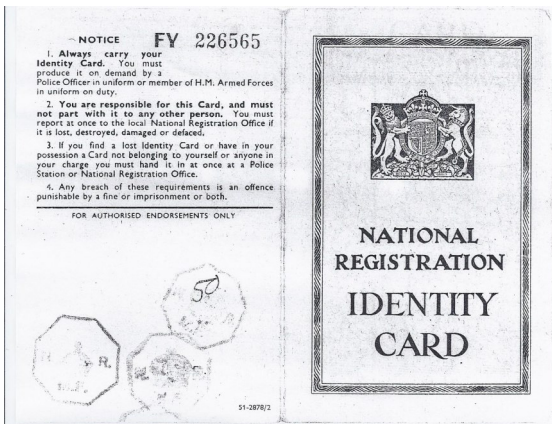 NOTICE FY 226565
1. Always carry your
Identity Card. You must
produce it on demand by a
Police Officer in uniform or member of H.M. Armed Forces
in uniform on duty.
2. You are responsible for this Card, and must
not part with it to any other person. You must
report at once to the local National Registration Office if
it is lost, destroyed, damaged or defaced.
3. If you find a lost Identity Card or have in your
possession a Card not belonging to yourself or anyone in
your charge you must hand it in at once at a Police
Station or National Registration Office.
4. Any breach of these requirements is an offence
punishable by a fine or imprisonment or both.
FOR AUTHORISED ENDORSEMENTS ONLY
50
R.
R.
51-2878/2
NATIONAL
REGISTRATION
IDENTITY
CARD